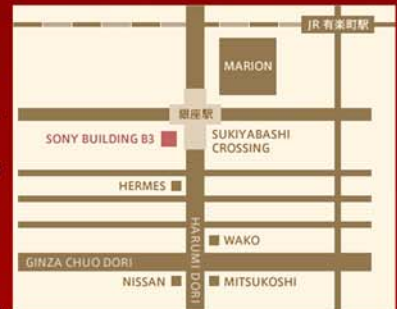 JR 有楽町駅
MARION
銀座駅
SONY BUILDING B3
SUKIYABASHI
CROSSING
HERMES
HARUMI DORI
WAKO
GINZA CHUO DORI
NISSAN
MITSUKOSHI